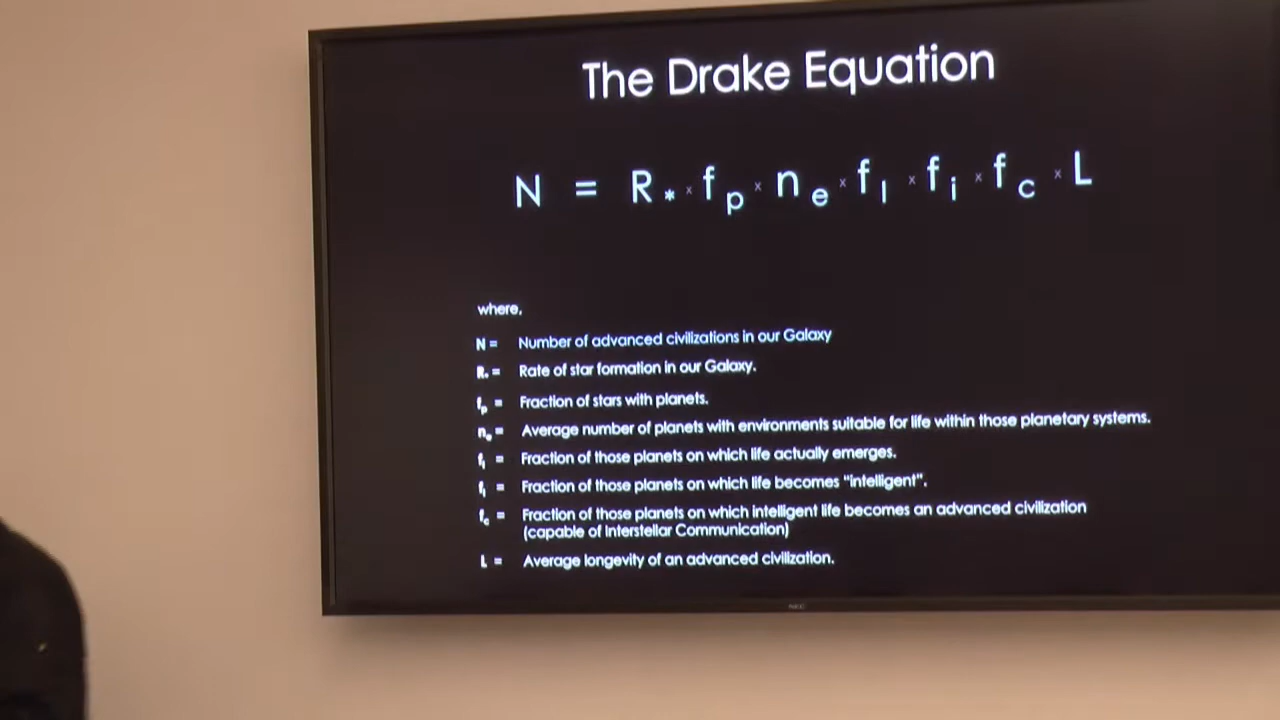 The Drake Equation
N = R* x fp x ne x fl x fi x fc x L
where,
N = Number of advanced civilizations in our Galaxy
R* = Rate of star formation in our Galaxy.
fp = Fraction of stars with planets.
ne = Average number of planets with environments suitable for life within those planetary systems.
fl = Fraction of those planets on which life actually emerges.
fi = Fraction of those planets on which life becomes "intelligent".
fc = Fraction of those planets on which intelligent life becomes an advanced civilization
(capable of Interstellar Communication)
L = Average longevity of an advanced civilization.
NEC